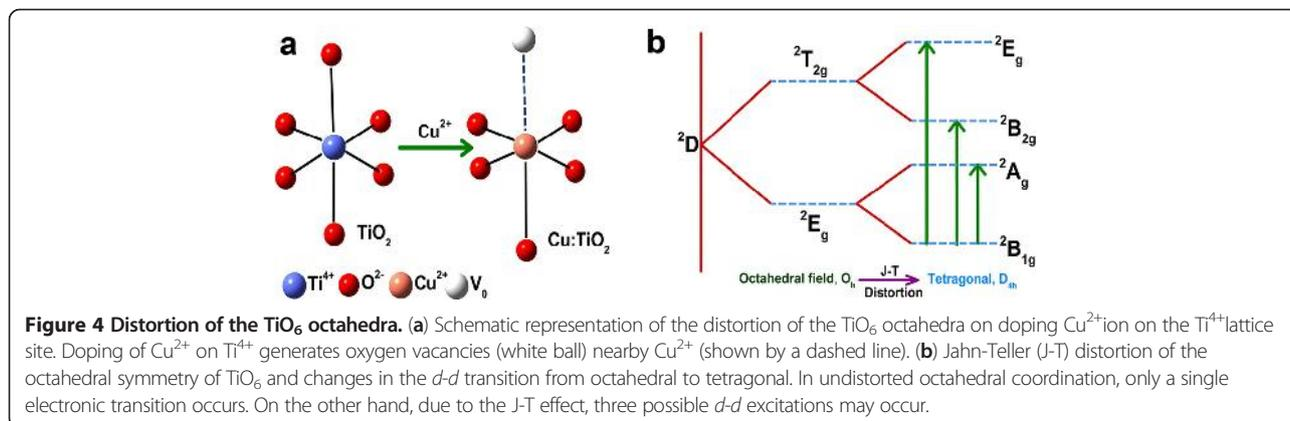 a
Cu²⁺
TiO₂
Cu:TiO₂
Ti⁴⁺ O²⁻ Cu²⁺ V₀
b
²D
²T₂g
²Eg
²Eg
²B₂g
²Ag
²B₁g
Octahedral field, Oₕ J-T Tetragonal, D₄ₕ
Distortion
Figure 4 Distortion of the TiO₆ octahedra. (a) Schematic representation of the distortion of the TiO₆ octahedra on doping Cu²⁺ion on the Ti⁴⁺lattice
site. Doping of Cu²⁺ on Ti⁴⁺ generates oxygen vacancies (white ball) nearby Cu²⁺ (shown by a dashed line). (b) Jahn-Teller (J-T) distortion of the
octahedral symmetry of TiO₆ and changes in the d-d transition from octahedral to tetragonal. In undistorted octahedral coordination, only a single
electronic transition occurs. On the other hand, due to the J-T effect, three possible d-d excitations may occur.